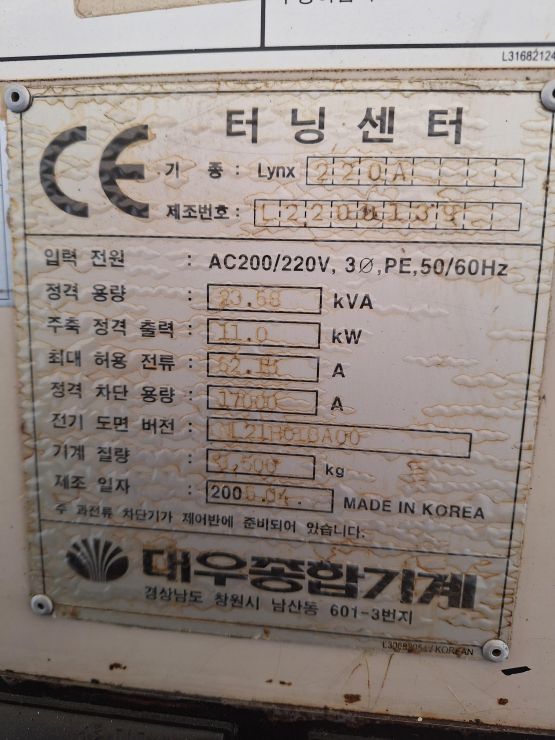 L31682124
CE 터닝센터
기 종 : Lynx 220A
제조번호 :
입력 전원 : AC200/220V, 3Ø, PE, 50/60Hz
정격 용량 : kVA
주축 정격 출력 : 11.0 kW
최대 허용 전류 : A
정격 차단 용량 : 17000 A
전기 도면 버전 :
기계 질량 : kg
제조 일자 : MADE IN KOREA
주 과전류 차단기가 제어반에 준비되어 있습니다.
대우종합기계
경상남도 창원시 남산동 601-3번지